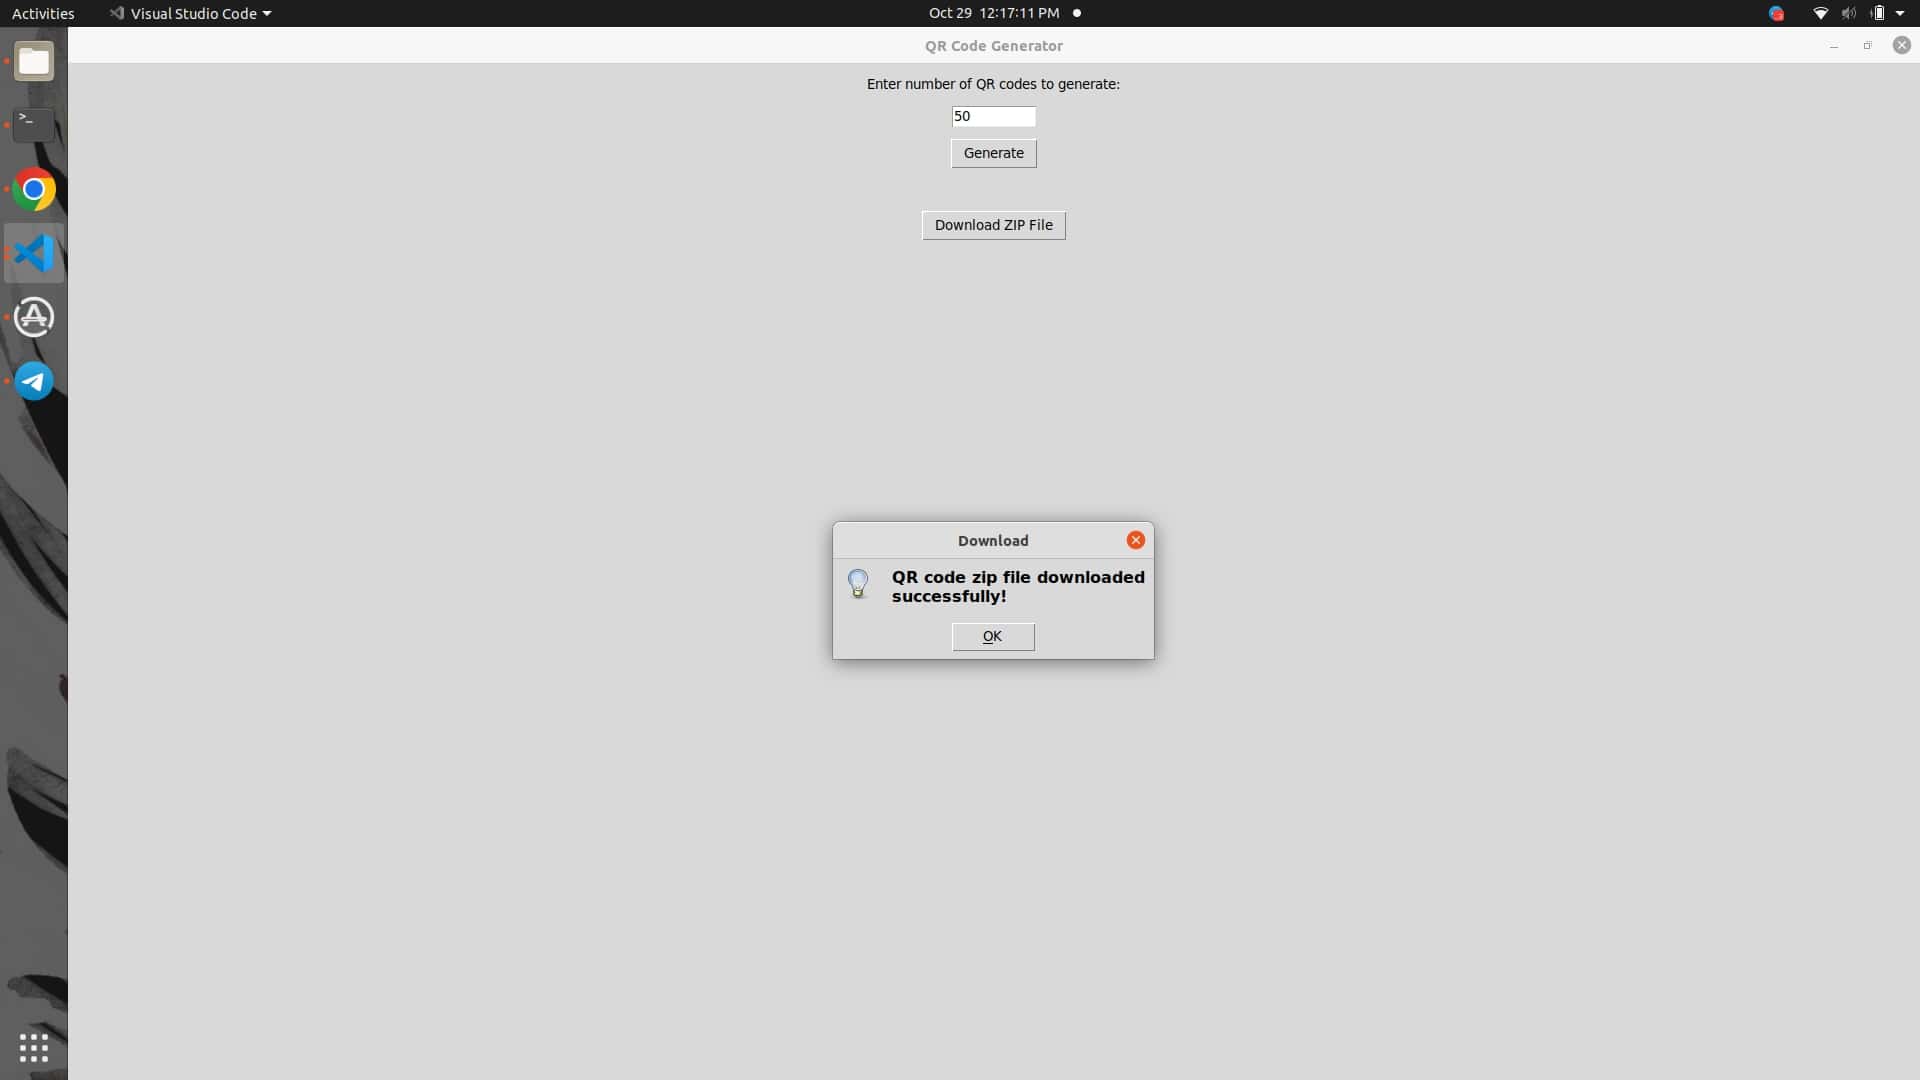 Activities
Visual Studio Code
Oct 29 12:17:11 PM
QR Code Generator
Enter number of QR codes to generate:
50
Generate
Download ZIP File
Download
QR code zip file downloaded
successfully!
OK